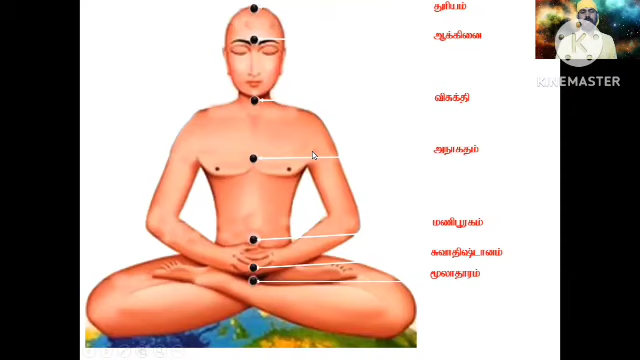 துரியம்
ஆக்கினை
K
KINEMASTER
விசுக்தி
அநாகதம்
மணிபூரகம்
சுவாதிஷ்டானம்
மூலாதாரம்